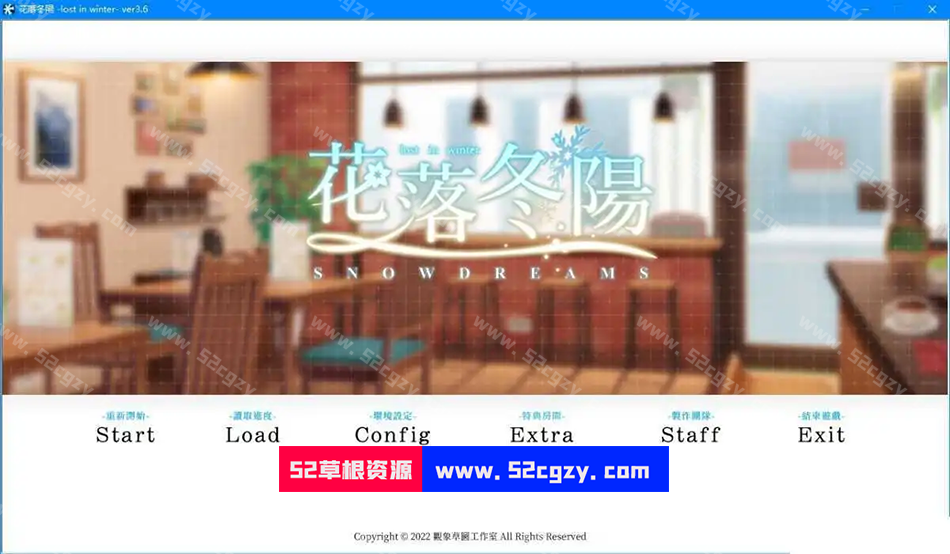 花落冬陽 -lost in winter- ver3.6
lost in winter
花落冬陽
SNOWDREAMS
-重新開始- -讀取進度- -環境設定- -特典房間- -製作團隊- -結束遊戲-
Start Load Config Extra Staff Exit
52草根资源 www.52cgzy.com
Copyright © 2022 觀象草園工作室 All Rights Reserved
www.52cgzy.com